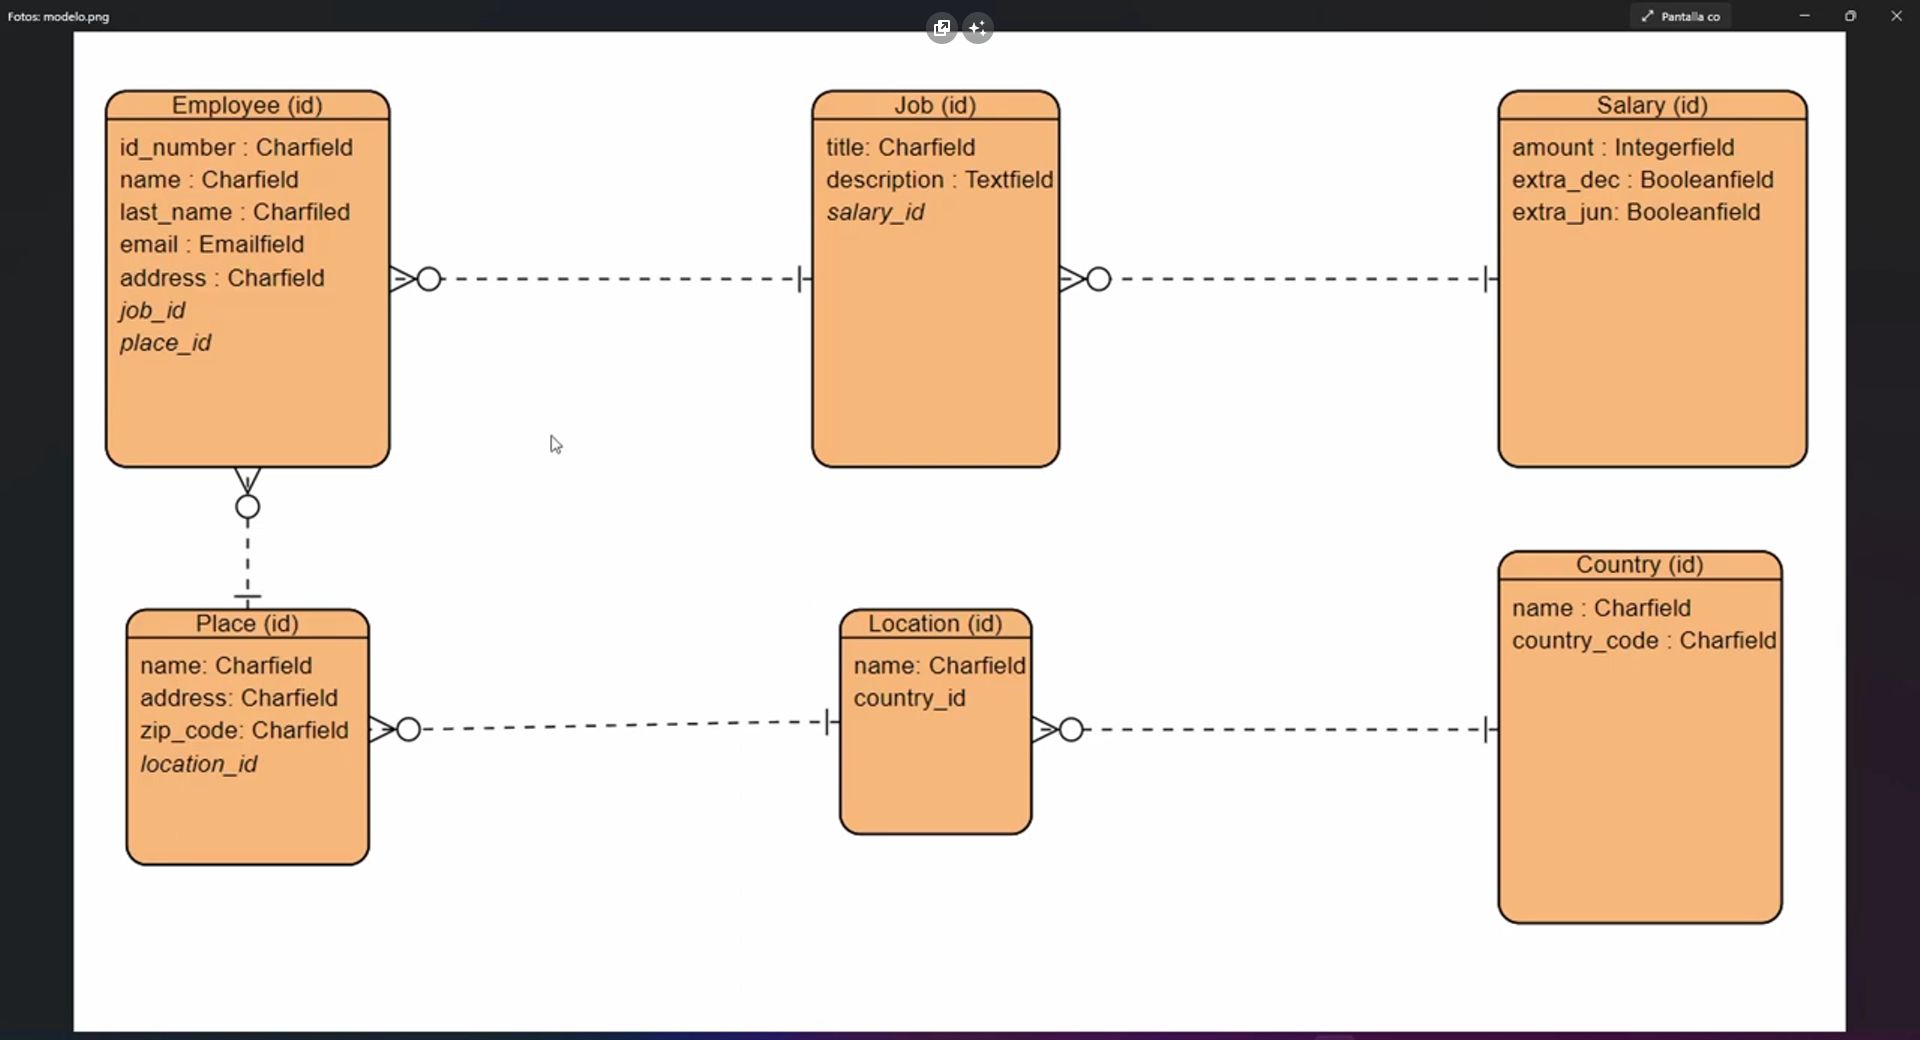 Fotos: modelo.png
Pantalla co
Employee (id)
id_number : Charfield
name : Charfield
last_name : Charfiled
email : Emailfield
address : Charfield
job_id
place_id
Job (id)
title: Charfield
description : Textfield
salary_id
Salary (id)
amount : Integerfield
extra_dec : Booleanfield
extra_jun: Booleanfield
Place (id)
name: Charfield
address: Charfield
zip_code: Charfield
location_id
Location (id)
name: Charfield
country_id
Country (id)
name : Charfield
country_code : Charfield